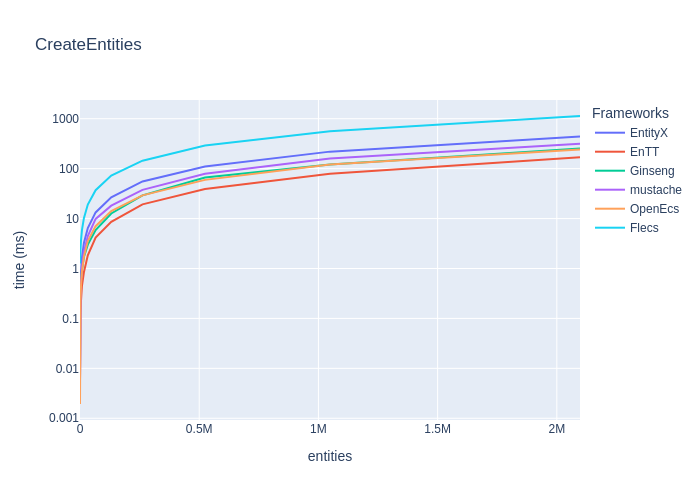 CreateEntities
time (ms)
1000
100
10
1
0.1
0.01
0.001
0
0.5M
1M
1.5M
2M
entities
Frameworks
EntityX
EnTT
Ginseng
mustache
OpenEcs
Flecs